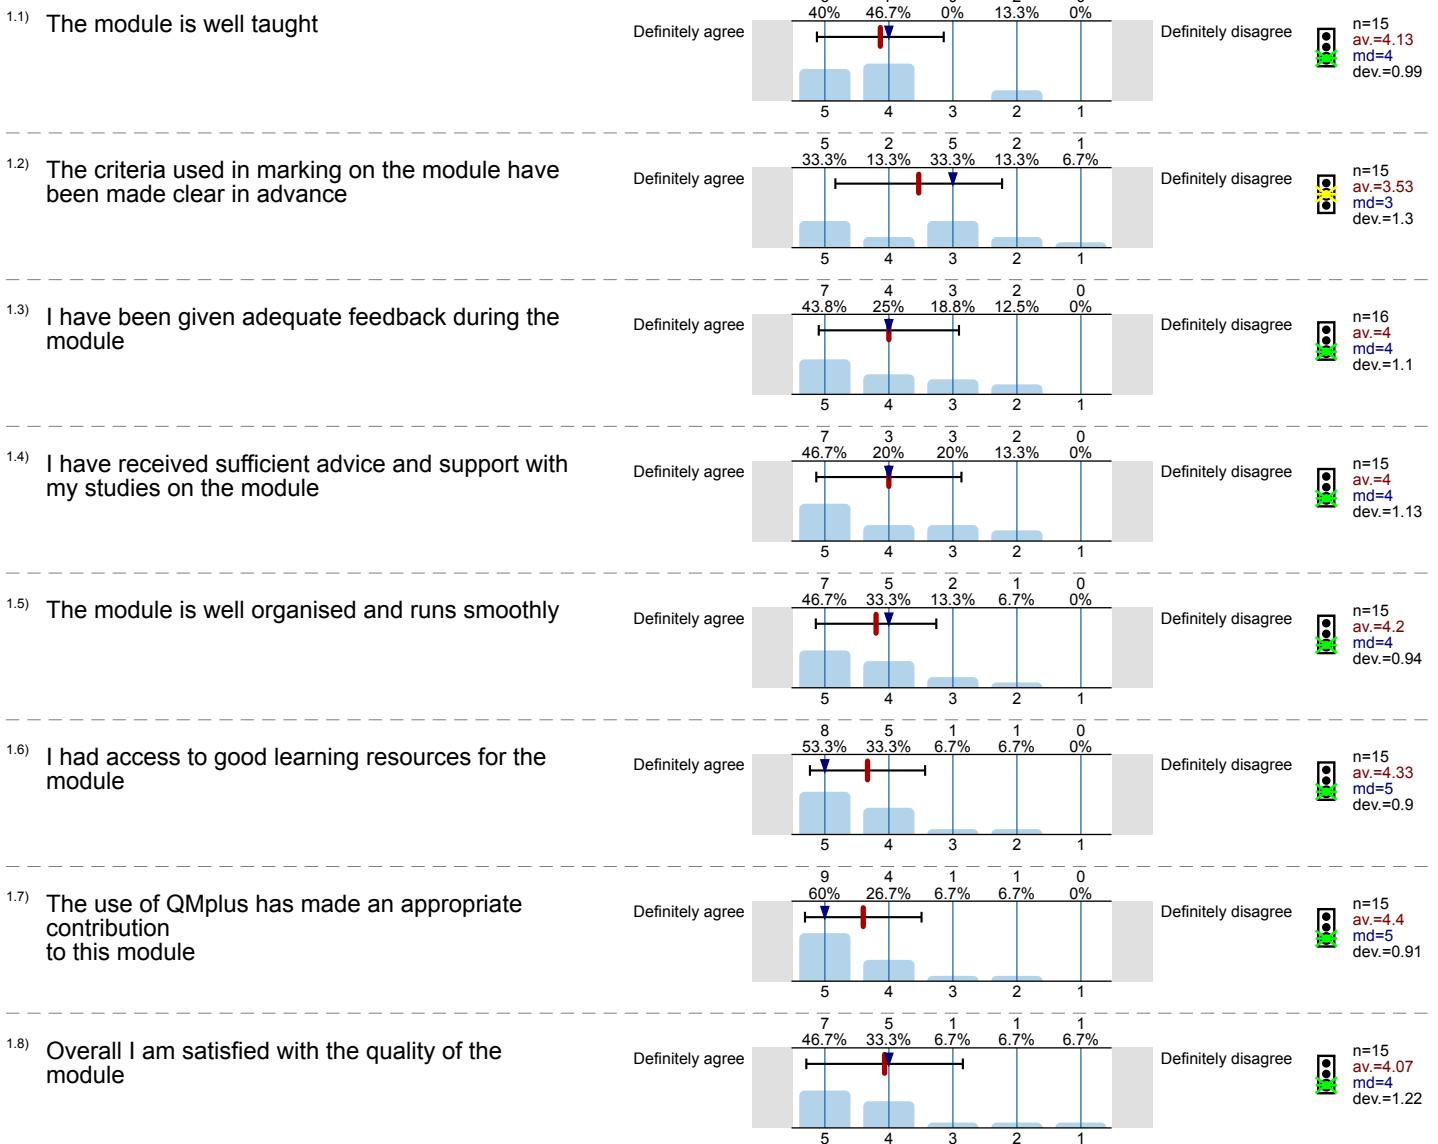 40% 46.7% 0% 13.3% 0%
1.1) The module is well taught
Definitely agree
Definitely disagree
n=15
av.=4.13
md=4
dev.=0.99
5 4 3 2 1
5 2 5 2 1
33.3% 13.3% 33.3% 13.3% 6.7%
1.2) The criteria used in marking on the module have
been made clear in advance
Definitely agree
Definitely disagree
n=15
av.=3.53
md=3
dev.=1.3
5 4 3 2 1
7 4 3 2 0
43.8% 25% 18.8% 12.5% 0%
1.3) I have been given adequate feedback during the
module
Definitely agree
Definitely disagree
n=16
av.=4
md=4
dev.=1.1
5 4 3 2 1
7 3 3 2 0
46.7% 20% 20% 13.3% 0%
1.4) I have received sufficient advice and support with
my studies on the module
Definitely agree
Definitely disagree
n=15
av.=4
md=4
dev.=1.13
5 4 3 2 1
7 5 2 1 0
46.7% 33.3% 13.3% 6.7% 0%
1.5) The module is well organised and runs smoothly
Definitely agree
Definitely disagree
n=15
av.=4.2
md=4
dev.=0.94
5 4 3 2 1
8 5 1 1 0
53.3% 33.3% 6.7% 6.7% 0%
1.6) I had access to good learning resources for the
module
Definitely agree
Definitely disagree
n=15
av.=4.33
md=5
dev.=0.9
5 4 3 2 1
9 4 1 1 0
60% 26.7% 6.7% 6.7% 0%
1.7) The use of QMplus has made an appropriate
contribution
to this module
Definitely agree
Definitely disagree
n=15
av.=4.4
md=5
dev.=0.91
5 4 3 2 1
7 5 1 1 1
46.7% 33.3% 6.7% 6.7% 6.7%
1.8) Overall I am satisfied with the quality of the
module
Definitely agree
Definitely disagree
n=15
av.=4.07
md=4
dev.=1.22
5 4 3 2 1